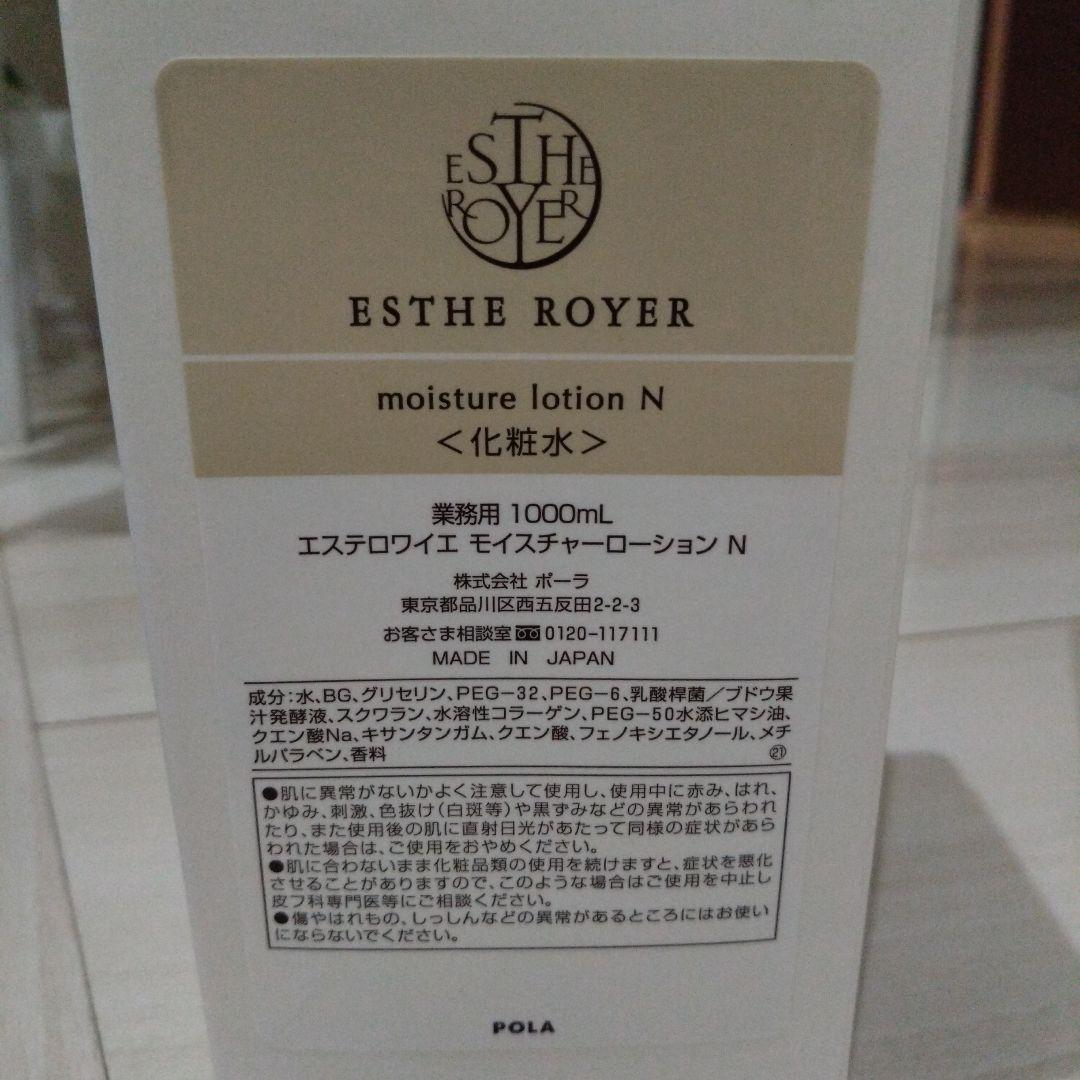 ESTHE
ROYER
ESTHE ROYER
moisture lotion N
＜化粧水＞
業務用 1000mL
エステロワイエ モイスチャーローション N
株式会社 ポーラ
東京都品川区西五反田2-2-3
お客さま相談室 0120-117111
MADE IN JAPAN
成分：水、BG、グリセリン、PEG-32、PEG-6、乳酸桿菌／ブドウ果
汁発酵液、スクワラン、水溶性コラーゲン、PEG-50水添ヒマシ油、
クエン酸Na、キサンタンガム、クエン酸、フェノキシエタノール、メチ
ルパラベン、香料 ㉑
●肌に異常がないかよく注意して使用し、使用中に赤み、はれ、
かゆみ、刺激、色抜け（白斑等）や黒ずみなどの異常があらわれ
たり、また使用後の肌に直射日光があたって同様の症状があら
われた場合は、ご使用をおやめください。
●肌に合わないまま化粧品類の使用を続けますと、症状を悪化
させることがありますので、このような場合はご使用を中止し
皮フ科専門医等にご相談ください。
●傷やはれもの、しっしんなどの異常があるところにはお使い
にならないでください。
POLA